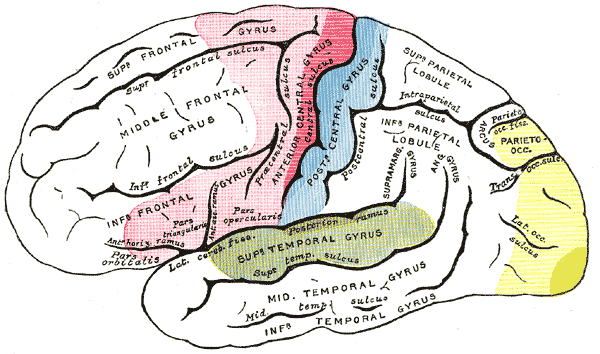 SUPR FRONTAL GYRUS
Supr frontal sulcus
MIDDLE FRONTAL
GYRUS
Infr frontal sulcus
INFR FRONTAL GYRUS
Pars
triangularis
Pars
opercularis
Ant. asc. ramus
Antr horiz. ramus
Pars
orbitalis
Precentral sulcus
ANTERIOR CENTRAL GYRUS
central sulcus
POSTR CENTRAL GYRUS
Postcentral sulcus
SUPR PARIETAL
LOBULE
Intraparietal
sulcus
INFR PARIETAL
LOBULE
SUPRAMARG. GYRUS
ANG. GYRUS
ARCUS
Parieto
occ. fiss.
PARIETO
OCC.
Trans. occ. sulc.
Lat. occ.
sulcus
Lat. cereb. fiss.
Posterior ramus
SUPR TEMPORAL GYRUS
Supr temp. sulcus
MID. TEMPORAL GYRUS
Mid. temp. sulcus
INFR TEMPORAL GYRUS